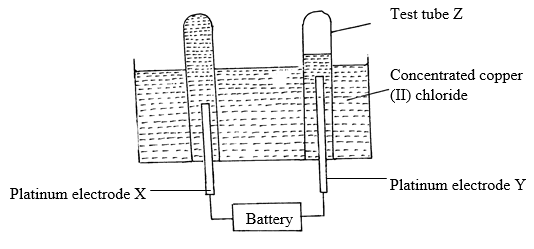 Test tube Z
Concentrated copper
(II) chloride
Platinum electrode X
Platinum electrode Y
Battery